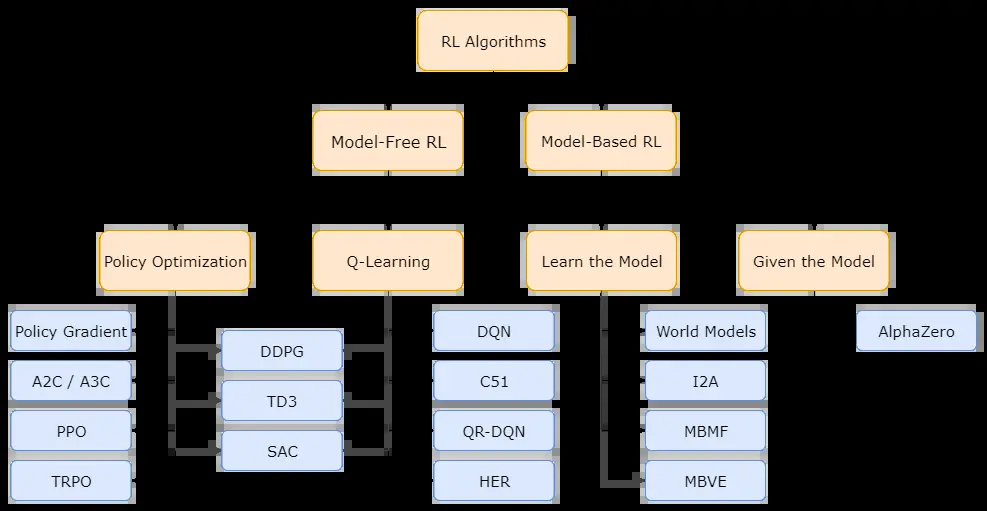 RL Algorithms
Model-Free RL
Model-Based RL
Policy Optimization
Q-Learning
Learn the Model
Given the Model
Policy Gradient
A2C / A3C
PPO
TRPO
DDPG
TD3
SAC
DQN
C51
QR-DQN
HER
World Models
I2A
MBMF
MBVE
AlphaZero